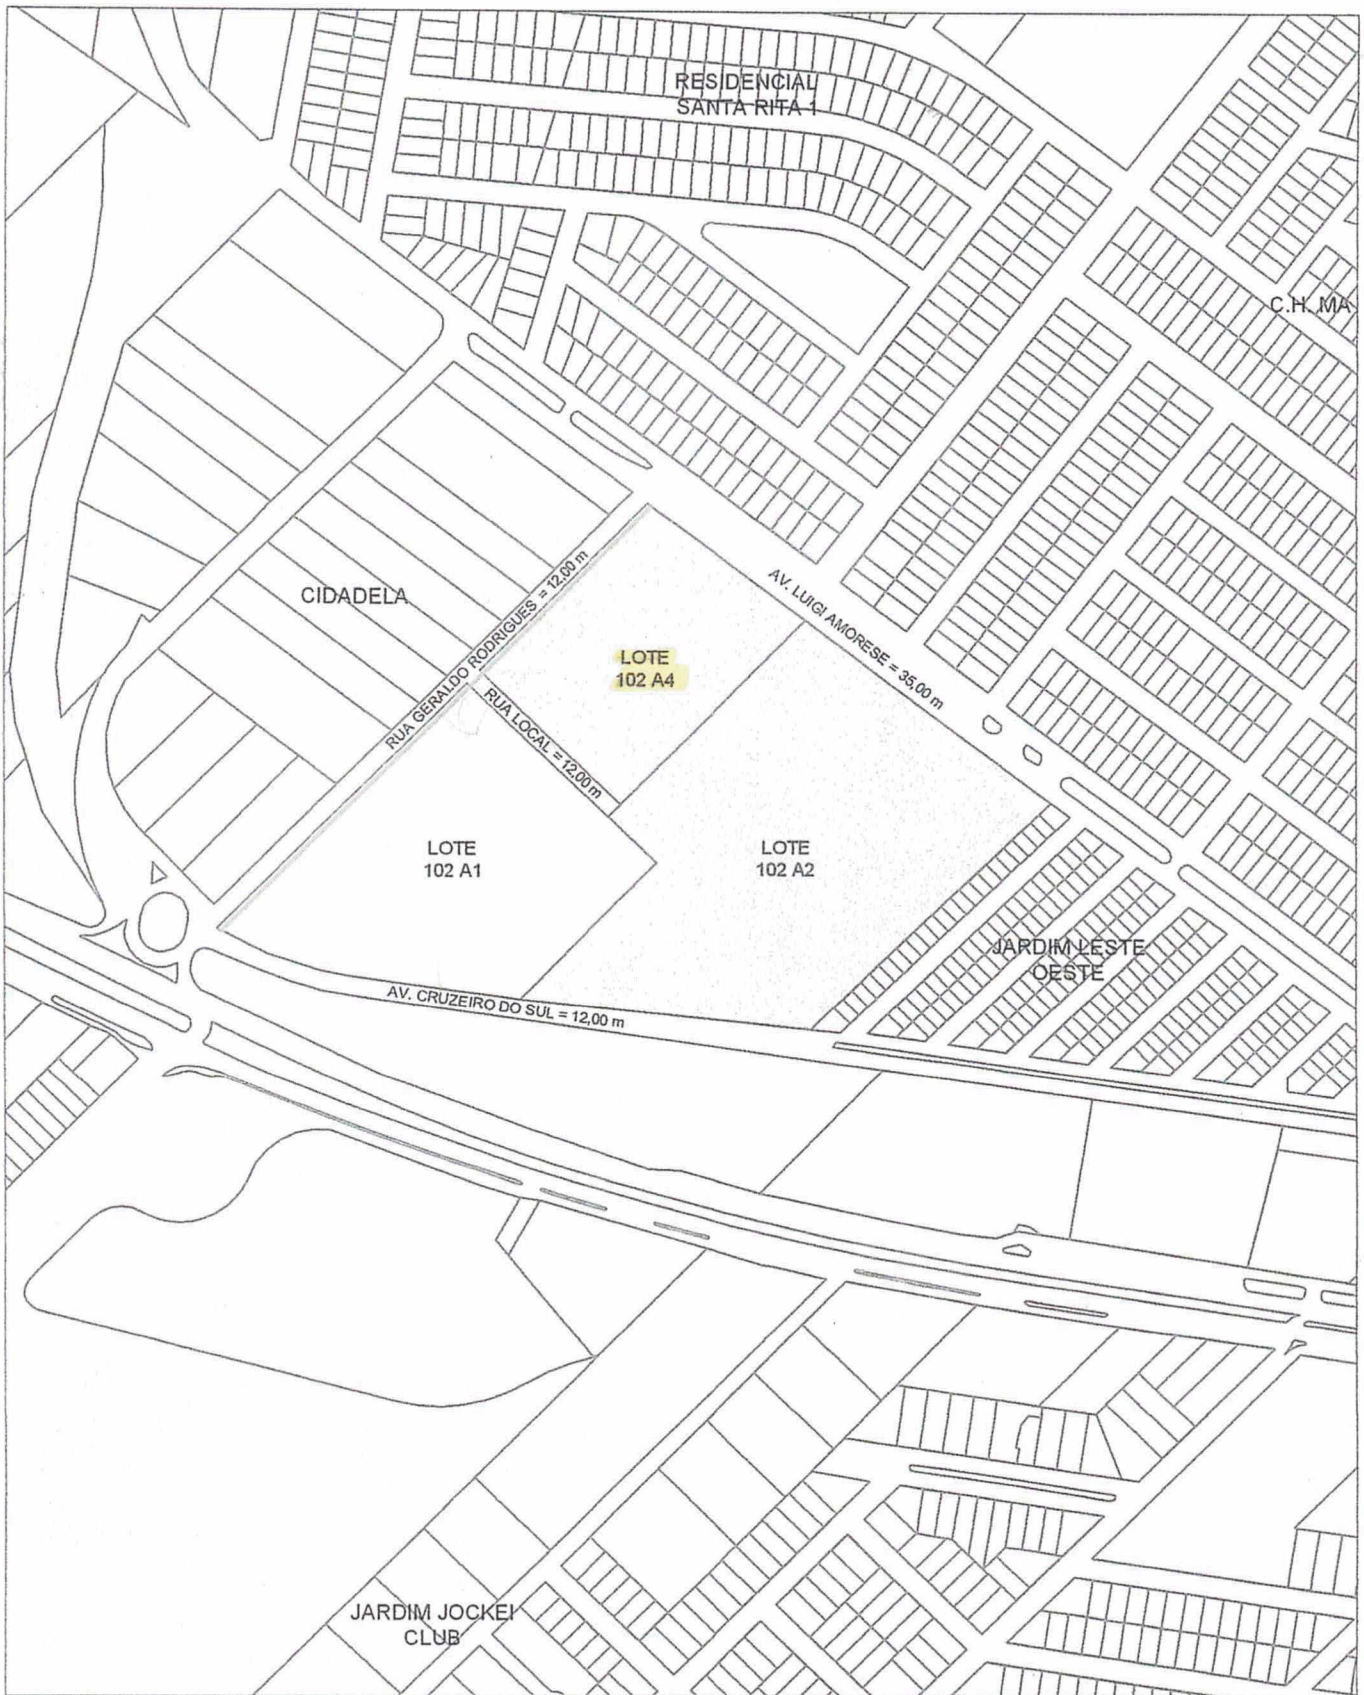 RESIDENCIAL
SANTA RITA 1
C.H. MA
CIDADELA
RUA GERALDO RODRIGUES = 12,00 m
AV. LUIGI AMORESE = 35,00 m
LOTE
102 A4
RUA LOCAL = 12,00 m
LOTE
102 A1
LOTE
102 A2
JARDIM LESTE
OESTE
AV. CRUZEIRO DO SUL = 12,00 m
JARDIM JOCKEI
CLUB